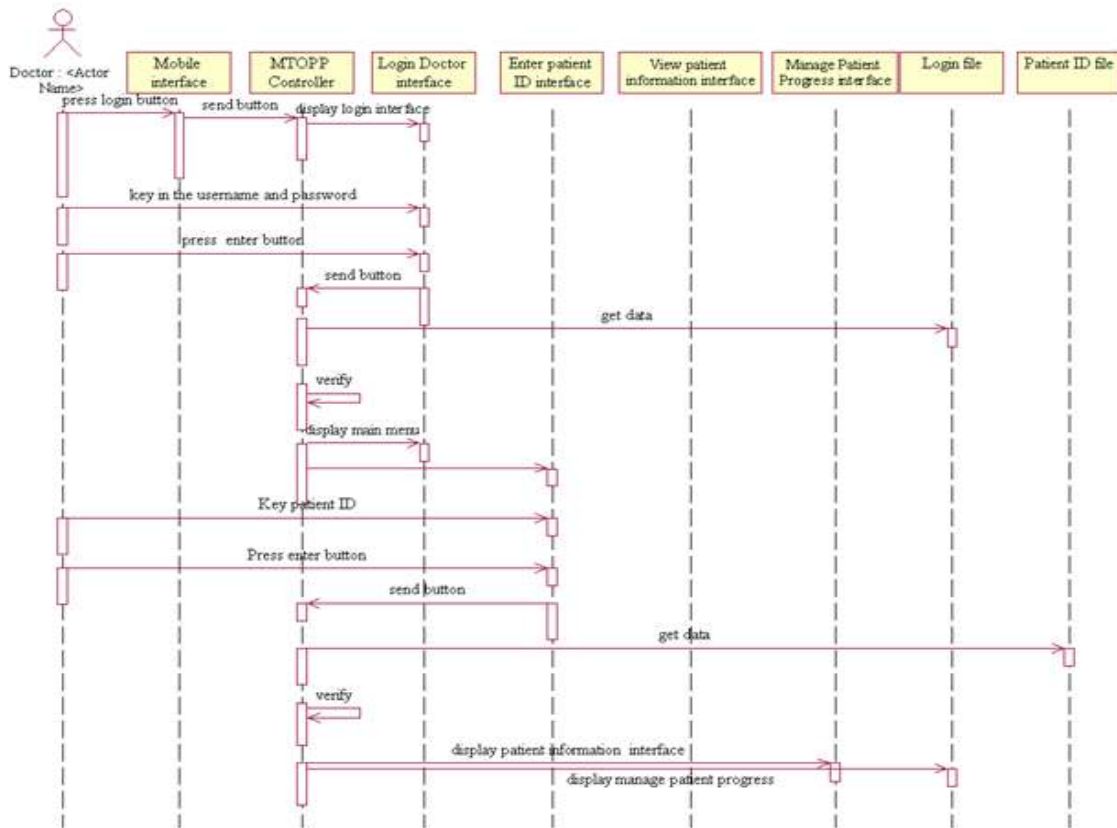 Doctor : <Actor
Name>
Mobile
interface
MTOPP
Controller
Login Doctor
interface
Enter patient
ID interface
View patient
information interface
Manage Patient
Progress interface
Login file
Patient ID file
press login button
send button
display login interface
key in the username and password
press enter button
send button
get data
verify
display main menu
Key patient ID
Press enter button
send button
get data
verify
display patient information interface
display manage patient progress